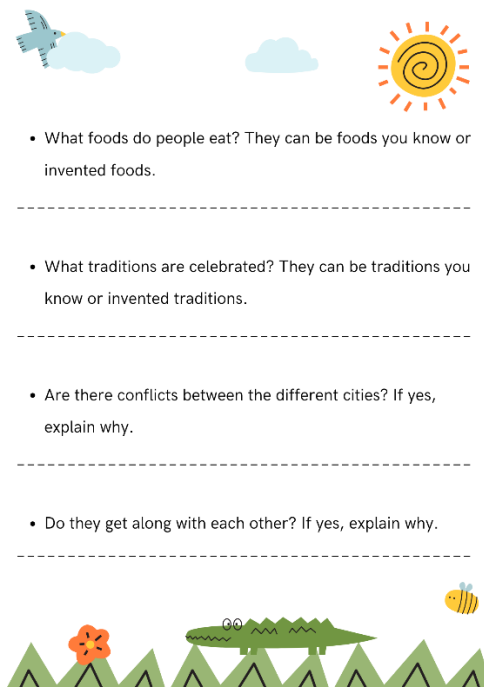 • What foods do people eat? They can be foods you know or
invented foods.
• What traditions are celebrated? They can be traditions you
know or invented traditions.
• Are there conflicts between the different cities? If yes,
explain why.
• Do they get along with each other? If yes, explain why.